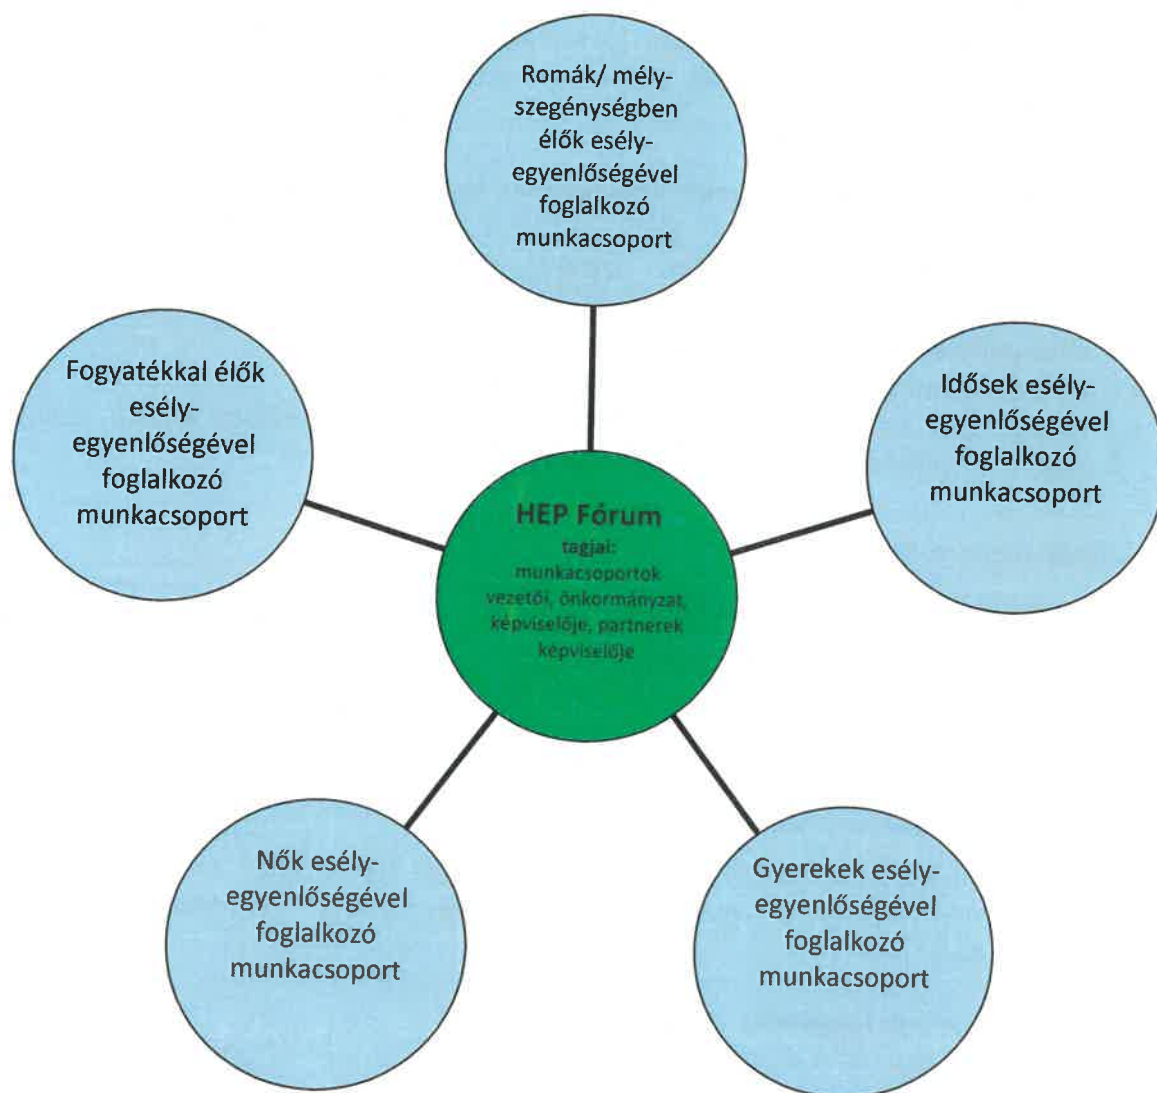 Romák/ mély-
szegénységben
élők esély-
egyenlőségével
foglalkozó
munkacsoport
Fogyatékkal élők
esély-
egyenlőségével
foglalkozó
munkacsoport
Idősek esély-
egyenlőségével
foglalkozó
munkacsoport
HEP Fórum
tagjai:
munkacsoportok
vezetői, önkormányzat,
képviselője, partnerek
képviselője
Nők esély-
egyenlőségével
foglalkozó
munkacsoport
Gyerekek esély-
egyenlőségével
foglalkozó
munkacsoport